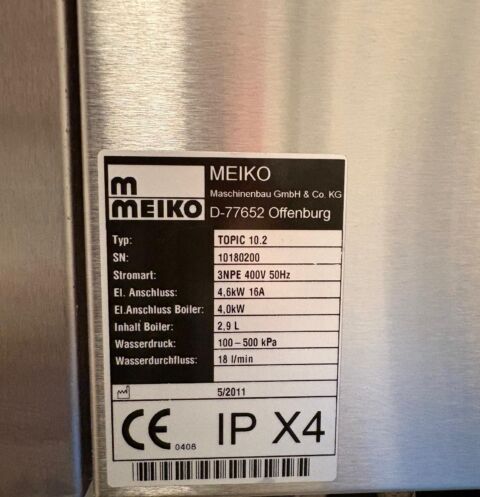 MEIKO
Maschinenbau GmbH & Co. KG
D-77652 Offenburg
m
MEIKO
Typ: TOPIC 10.2
SN: 10180200
Stromart: 3NPE 400V 50Hz
El. Anschluss: 4,6kW 16A
El.Anschluss Boiler: 4,0kW
Inhalt Boiler: 2,9 L
Wasserdruck: 100-500 kPa
Wasserdurchfluss: 18 l/min
5/2011
CE 0408 IP X4